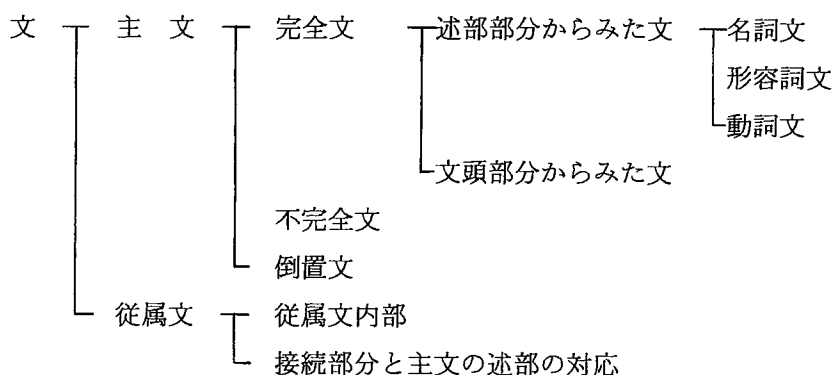 文 主 文 完全文 述部部分からみた文 名詞文
形容詞文
動詞文
文頭部分からみた文
不完全文
倒置文
従属文 従属文内部
接続部分と主文の述部の対応